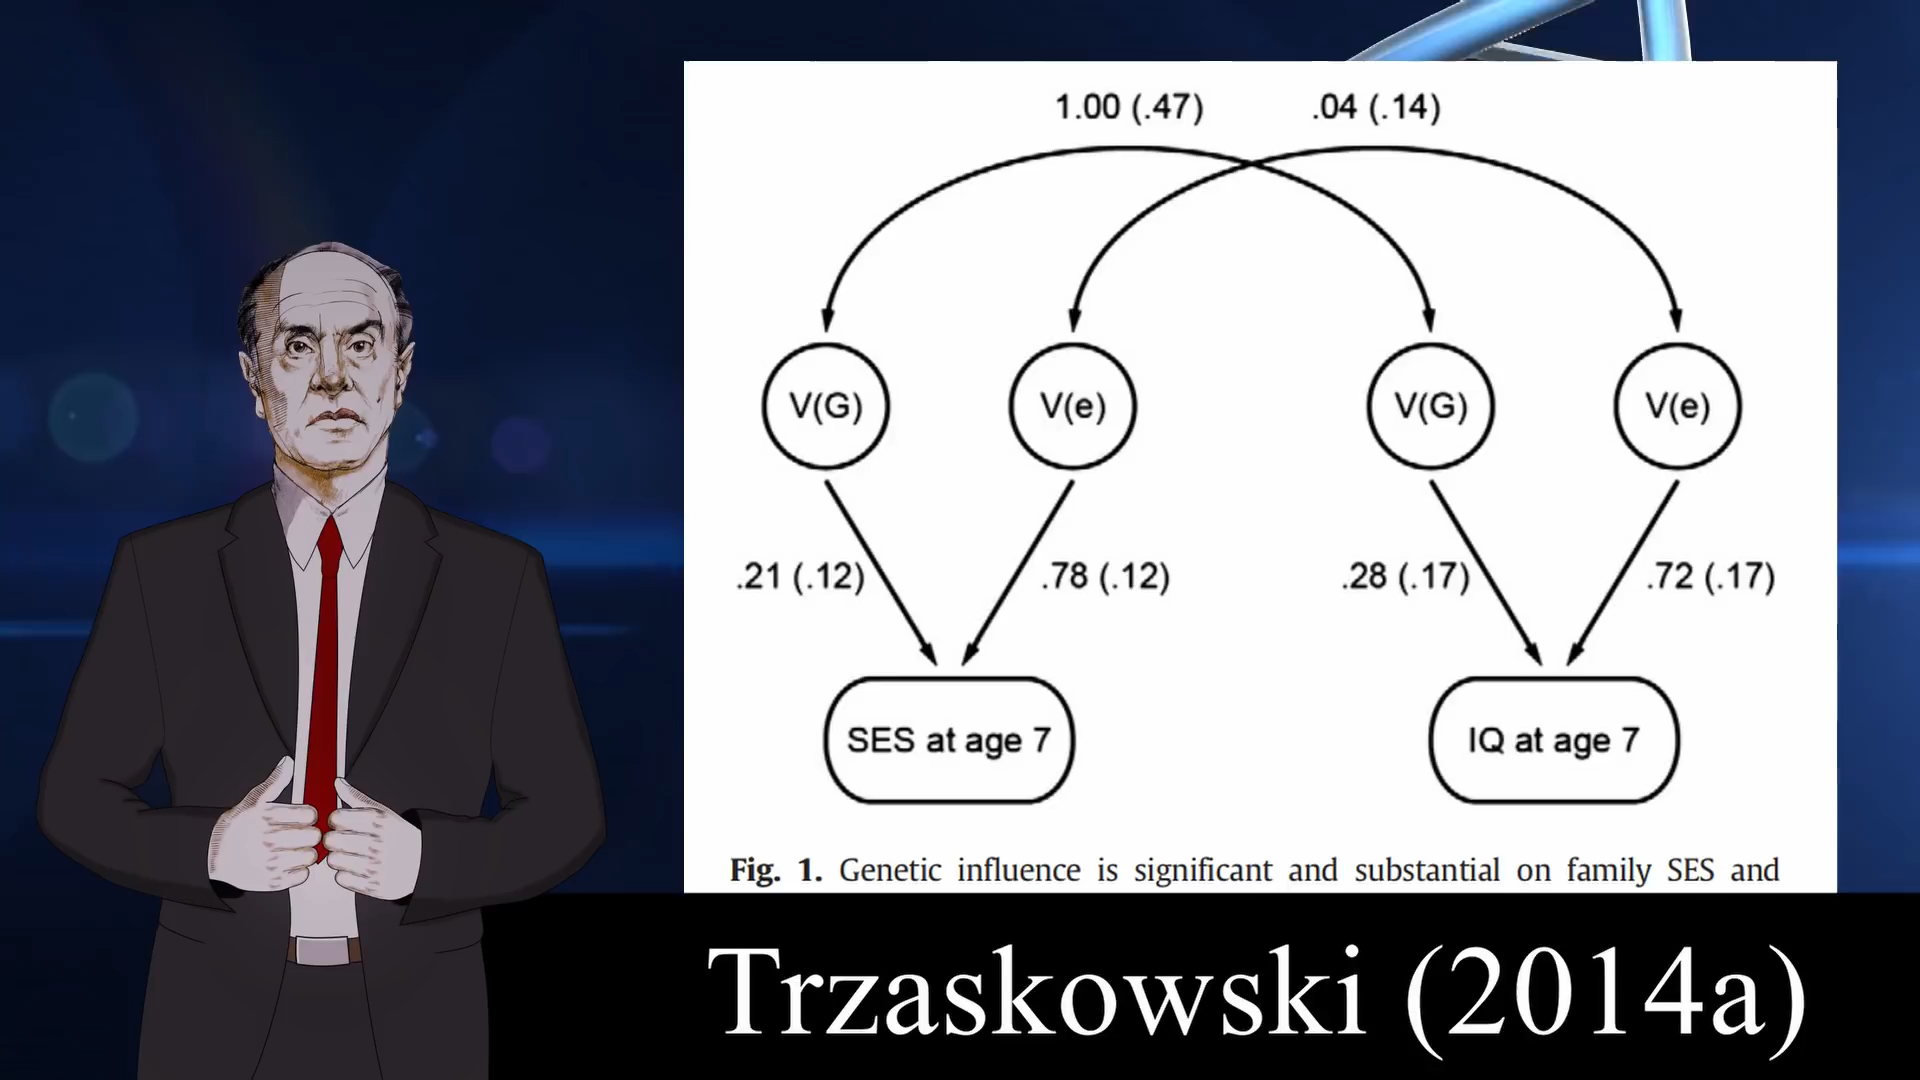 1.00 (.47) .04 (.14)
V(G) V(e) V(G) V(e)
.21 (.12) .78 (.12) .28 (.17) .72 (.17)
SES at age 7 IQ at age 7
Fig. 1. Genetic influence is significant and substantial on family SES and
Trzaskowski (2014a)